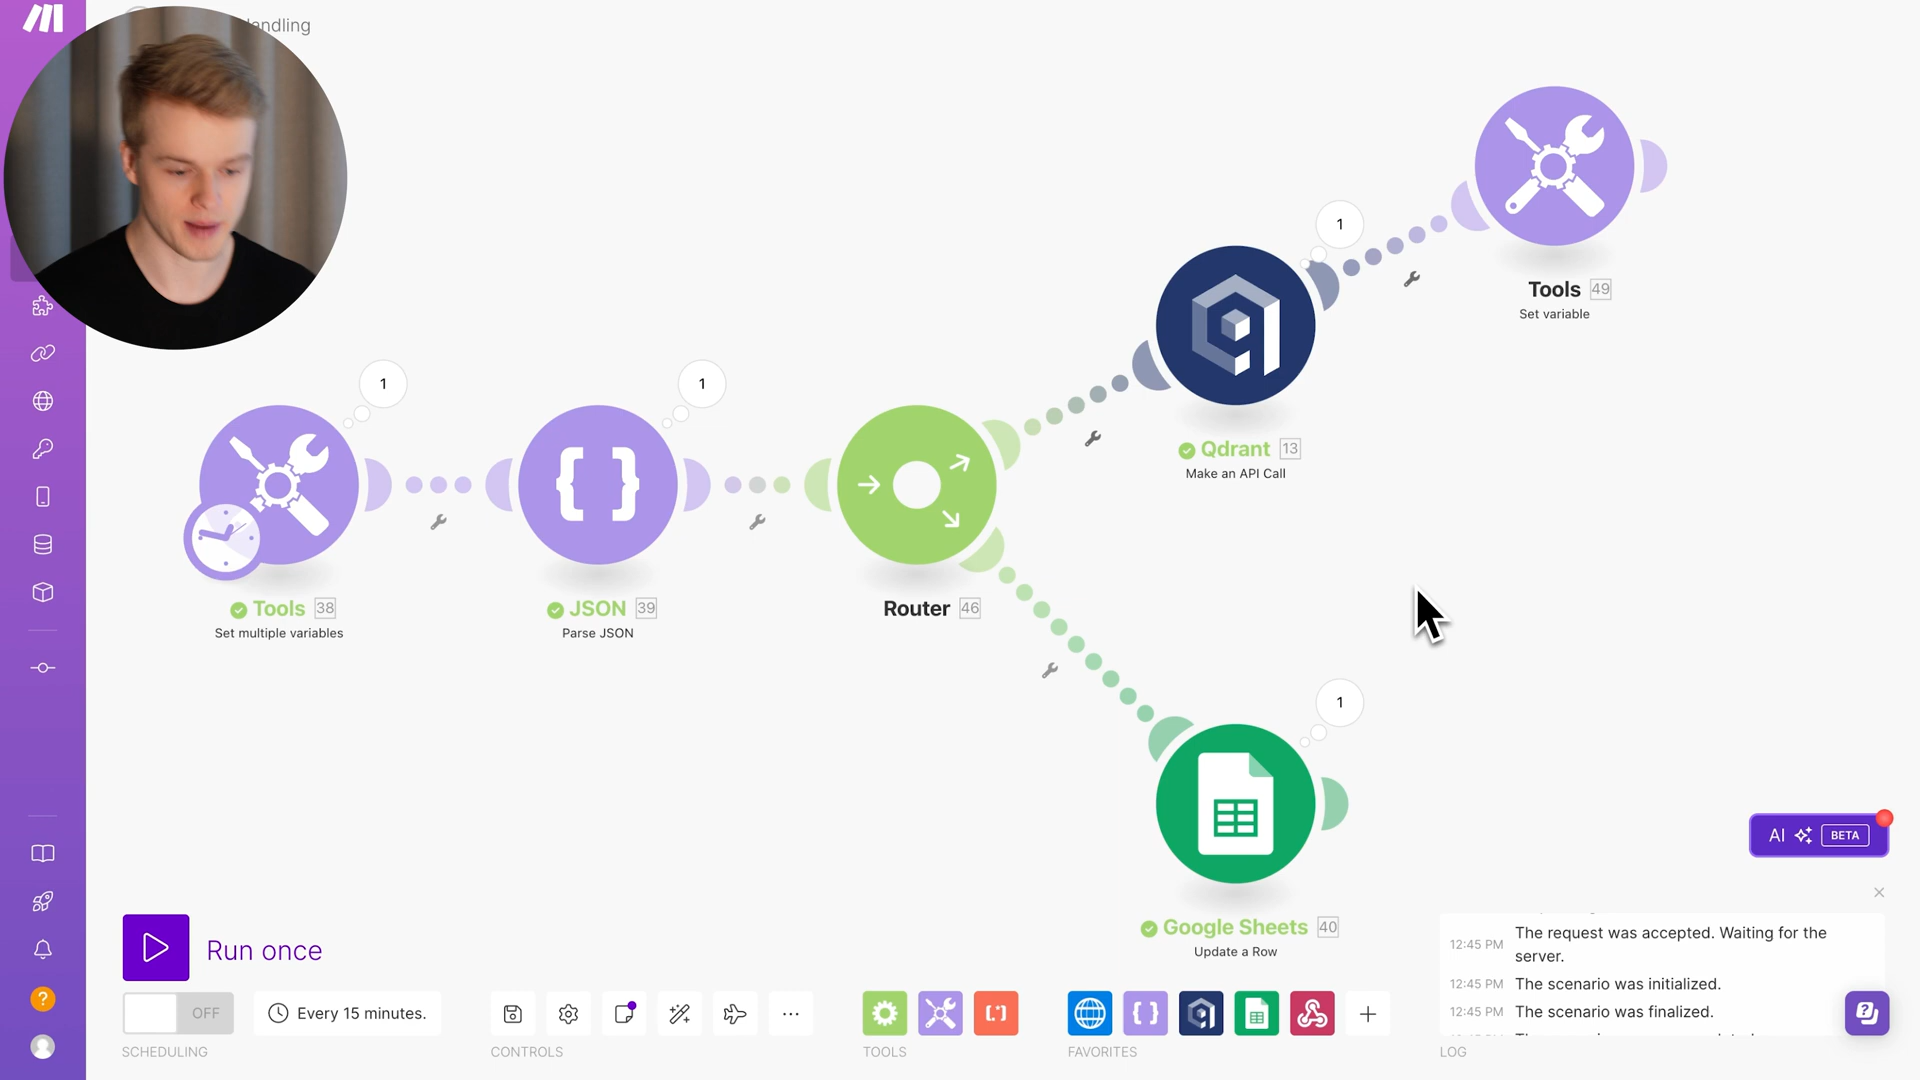 andling
1
Tools 49
Set variable
1
1
Qdrant 13
Make an API Call
Tools 38
Set multiple variables
JSON 39
Parse JSON
Router 46
1
1
Google Sheets 40
Update a Row
AI BETA
Run once
OFF
Every 15 minutes.
SCHEDULING
CONTROLS
TOOLS
FAVORITES
12:45 PM The request was accepted. Waiting for the
server.
12:45 PM The scenario was initialized.
12:45 PM The scenario was finalized.
LOG
?